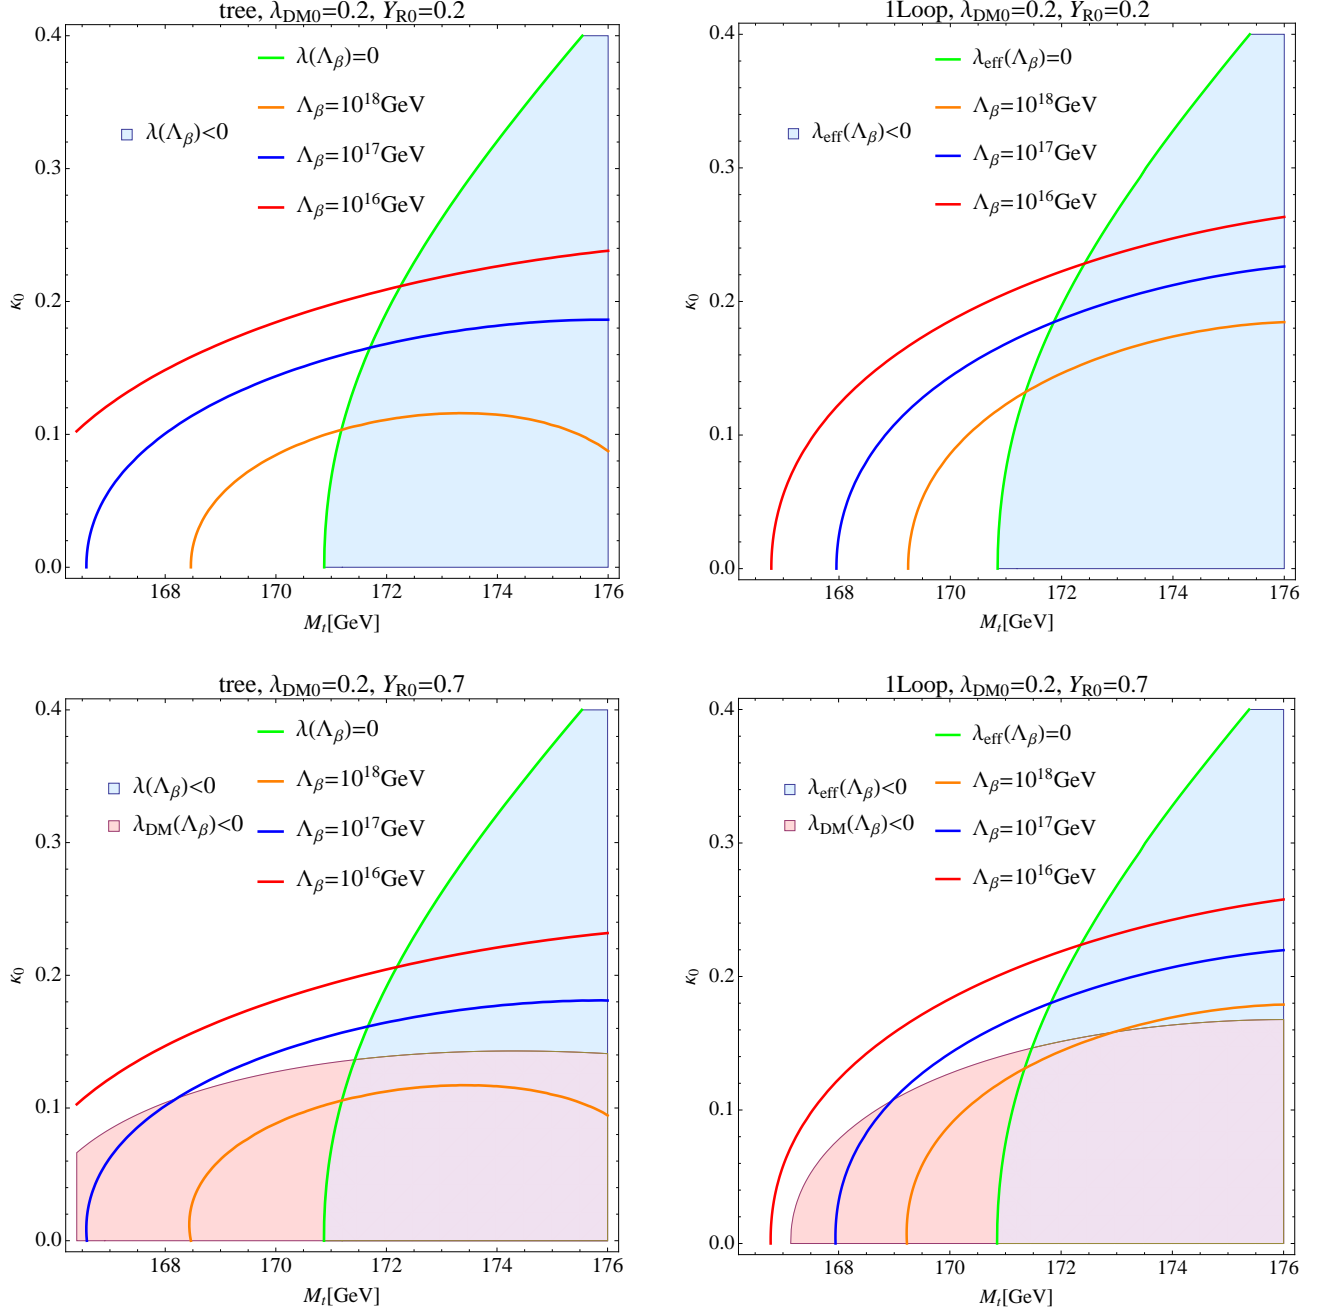 tree, λDM0=0.2, YR0=0.2
λ(Λβ)=0
Λβ=10^18GeV
λ(Λβ)<0
Λβ=10^17GeV
Λβ=10^16GeV
0.4
0.3
0.2
0.1
0.0
κ0
168 170 172 174 176
Mt[GeV]
1Loop, λDM0=0.2, YR0=0.2
λeff(Λβ)=0
Λβ=10^18GeV
λeff(Λβ)<0
Λβ=10^17GeV
Λβ=10^16GeV
0.4
0.3
0.2
0.1
0.0
κ0
168 170 172 174 176
Mt[GeV]
tree, λDM0=0.2, YR0=0.7
λ(Λβ)=0
Λβ=10^18GeV
λ(Λβ)<0
λDM(Λβ)<0
Λβ=10^17GeV
Λβ=10^16GeV
0.4
0.3
0.2
0.1
0.0
κ0
168 170 172 174 176
Mt[GeV]
1Loop, λDM0=0.2, YR0=0.7
λeff(Λβ)=0
Λβ=10^18GeV
λeff(Λβ)<0
λDM(Λβ)<0
Λβ=10^17GeV
Λβ=10^16GeV
0.4
0.3
0.2
0.1
0.0
κ0
168 170 172 174 176
Mt[GeV]